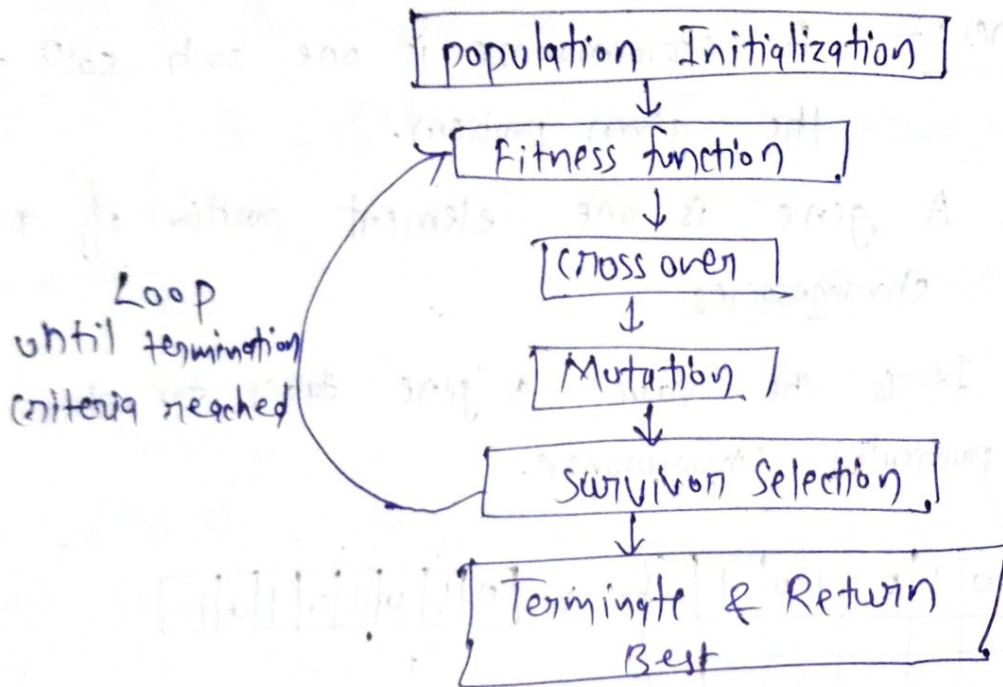 population Initialization
Fitness function
Cross over
Mutation
Loop
until termination
criteria reached
Survivor Selection
Terminate & Return
Best